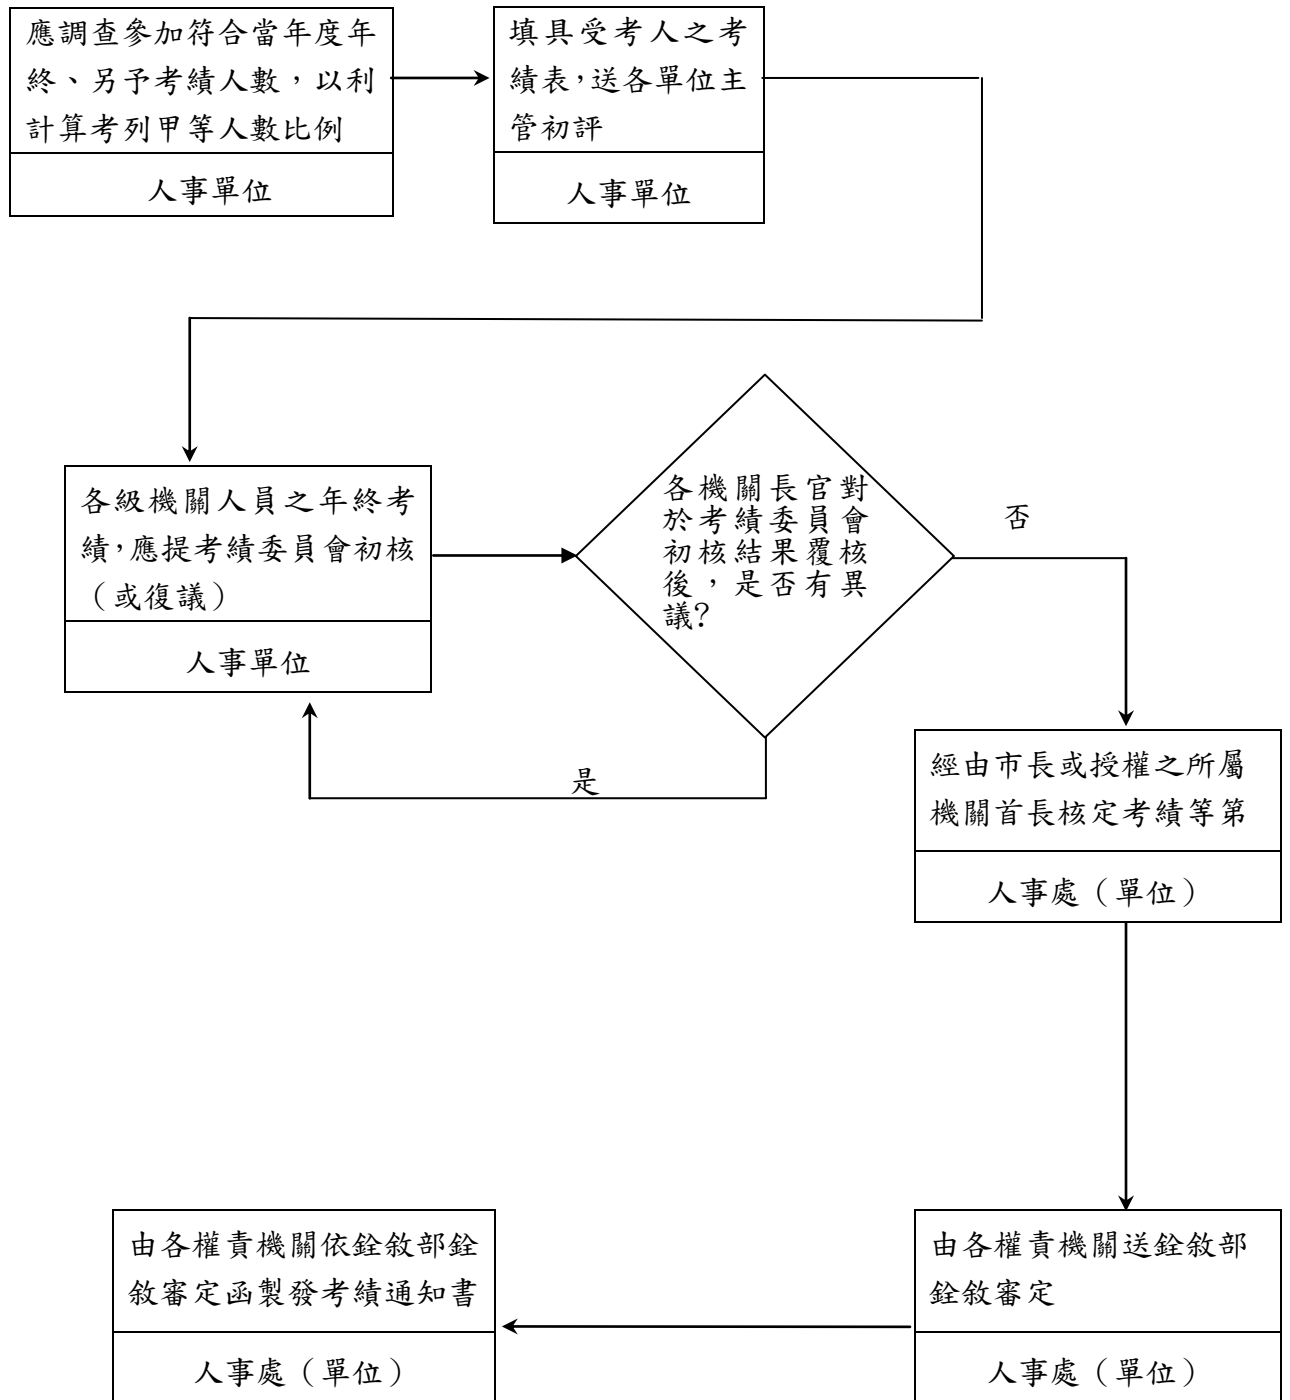 應調查參加符合當年度年
終、另予考績人數，以利
計算考列甲等人數比例
人事單位
填具受考人之考
績表，送各單位主
管初評
人事單位
各級機關人員之年終考
績，應提考績委員會初核
（或復議）
人事單位
各機關長官對
於考績委員會
初核結果覆核
後，是否有異
議?
否
是
經由市長或授權之所屬
機關首長核定考績等第
人事處（單位）
由各權責機關送銓敘部
銓敘審定
人事處（單位）
由各權責機關依銓敘部銓
敘審定函製發考績通知書
人事處（單位）